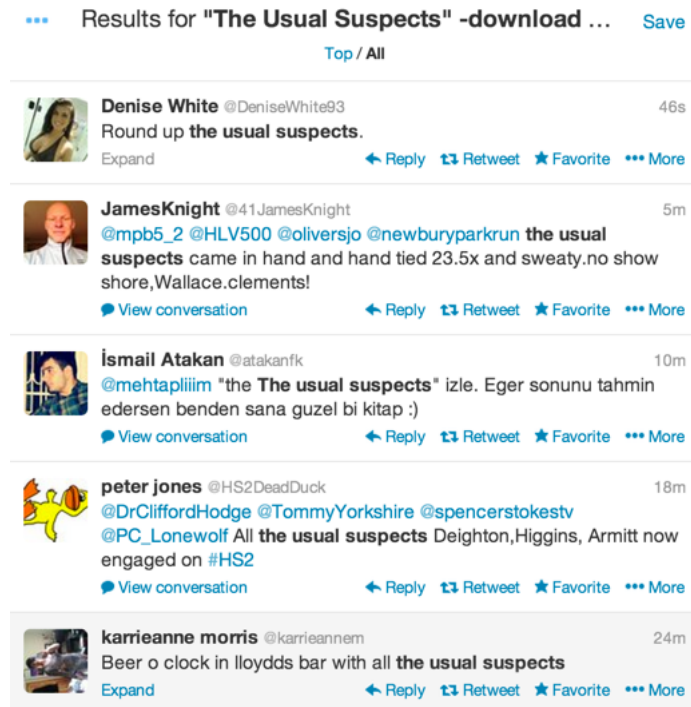 ••• Results for "The Usual Suspects" -download ... Save
Top / All
Denise White @DeniseWhite93 46s
Round up the usual suspects.
Expand Reply Retweet Favorite ••• More
JamesKnight @41JamesKnight 5m
@mpb5_2 @HLV500 @oliversjo @newburyparkrun the usual
suspects came in hand and hand tied 23.5x and sweaty.no show
shore,Wallace.clements!
View conversation Reply Retweet Favorite ••• More
İsmail Atakan @atakanfk 10m
@mehtapliiim "the The usual suspects" izle. Eger sonunu tahmin
edersen benden sana guzel bi kitap :)
View conversation Reply Retweet Favorite ••• More
peter jones @HS2DeadDuck 18m
@DrCliffordHodge @TommyYorkshire @spencerstokestv
@PC_Lonewolf All the usual suspects Deighton,Higgins, Armitt now
engaged on #HS2
View conversation Reply Retweet Favorite ••• More
karrieanne morris @karrieannem 24m
Beer o clock in lloydds bar with all the usual suspects
Expand Reply Retweet Favorite ••• More